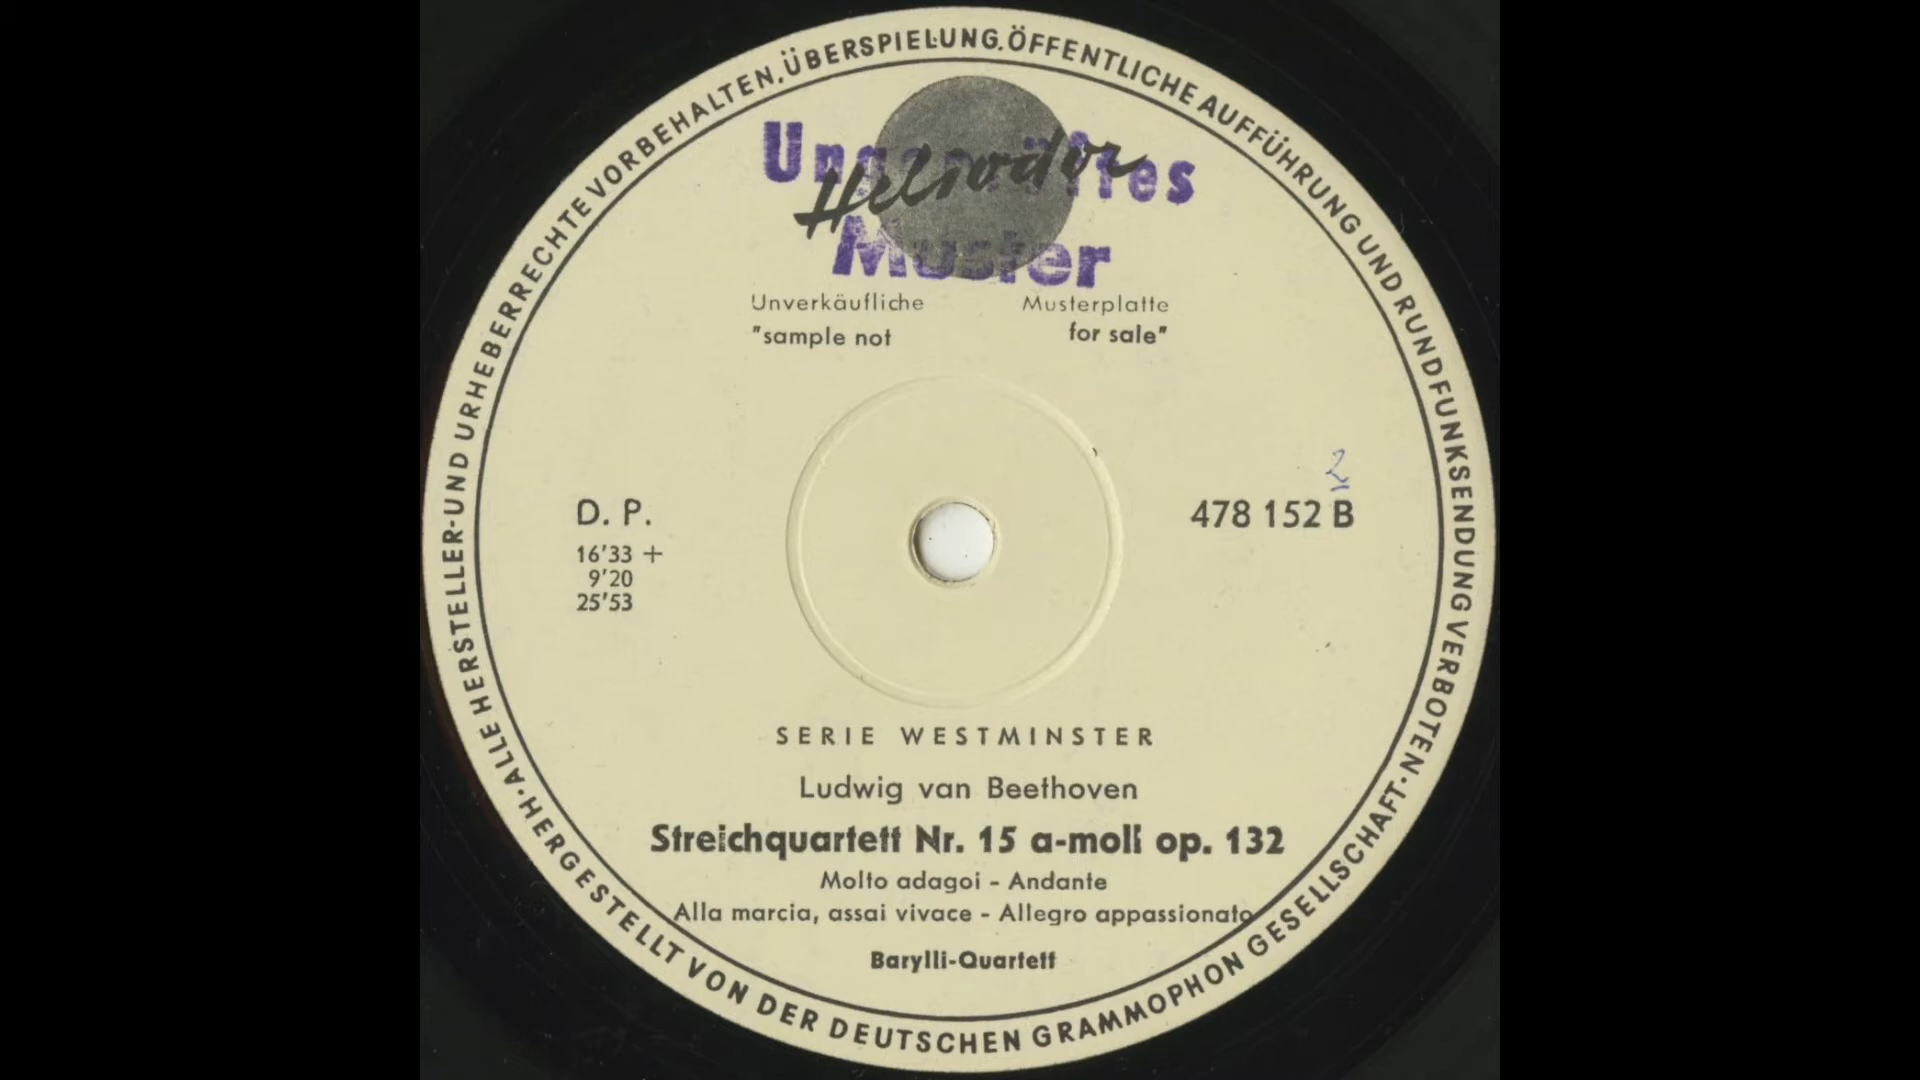 ALLE HERSTELLER-UND URHEBERRECHTE VORBEHALTEN, ÜBERSPIELUNG. ÖFFENTLICHE AUFFÜHRUNG UND RUNDFUNKSENDUNG VERBOTEN·
Heliodor
Muster
Unverkäufliche Musterplatte
"sample not for sale"
2
D. P. 478 152 B
16'33 +
9'20
25'53
SERIE WESTMINSTER
Ludwig van Beethoven
Streichquartett Nr. 15 a-moll op. 132
Molto adagoi - Andante
Alla marcia, assai vivace - Allegro appassionato
Barylli-Quartett
·HERGESTELLT VON DER DEUTSCHEN GRAMMOPHON GESELLSCHAFT·